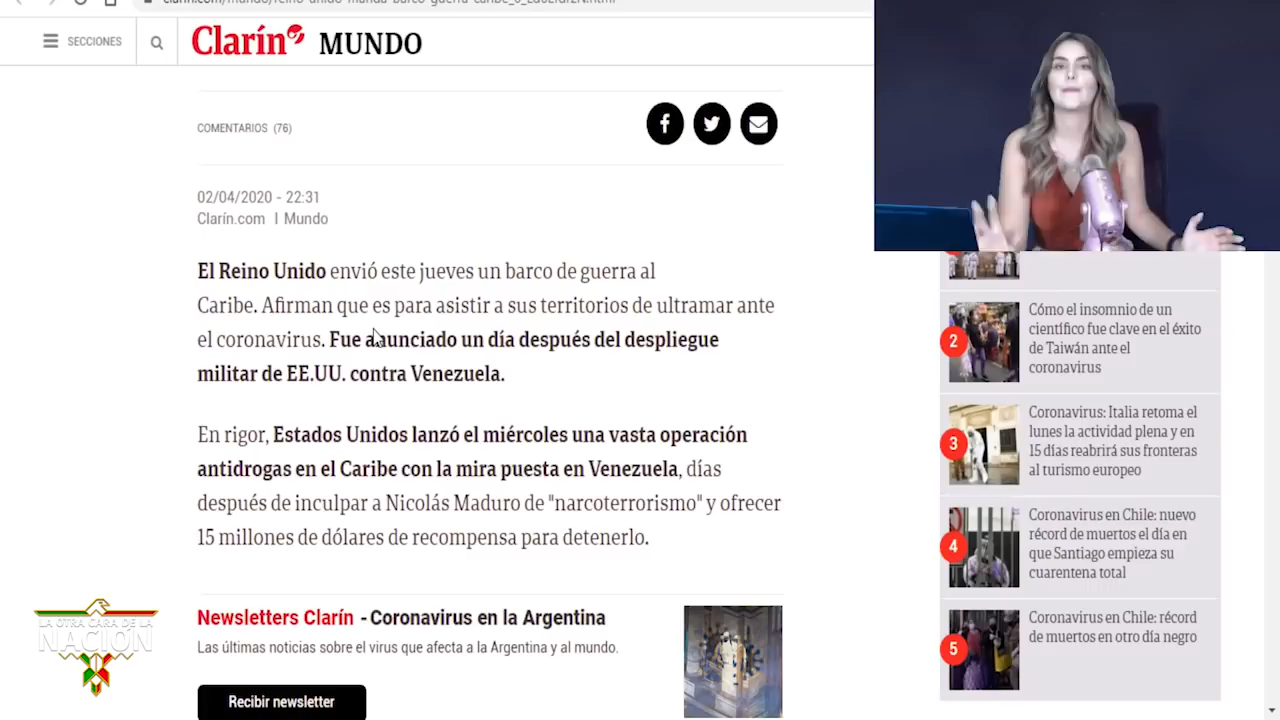 SECCIONES
Clarín MUNDO
COMENTARIOS (76)
02/04/2020 - 22:31
Clarín.com | Mundo
El Reino Unido envió este jueves un barco de guerra al
Caribe. Afirman que es para asistir a sus territorios de ultramar ante
el coronavirus. Fue anunciado un día después del despliegue
militar de EE.UU. contra Venezuela.
En rigor, Estados Unidos lanzó el miércoles una vasta operación
antidrogas en el Caribe con la mira puesta en Venezuela, días
después de inculpar a Nicolás Maduro de "narcoterrorismo" y ofrecer
15 millones de dólares de recompensa para detenerlo.
Newsletters Clarín - Coronavirus en la Argentina
Las últimas noticias sobre el virus que afecta a la Argentina y al mundo.
Recibir newsletter
2
Cómo el insomnio de un
científico fue clave en el éxito
de Taiwán ante el
coronavirus
3
Coronavirus: Italia retoma el
lunes la actividad plena y en
15 días reabrirá sus fronteras
al turismo europeo
4
Coronavirus en Chile: nuevo
récord de muertos el día en
que Santiago empieza su
cuarentena total
5
Coronavirus en Chile: récord
de muertos en otro día negro
LA OTRA CARA DE LA
NACIÓN